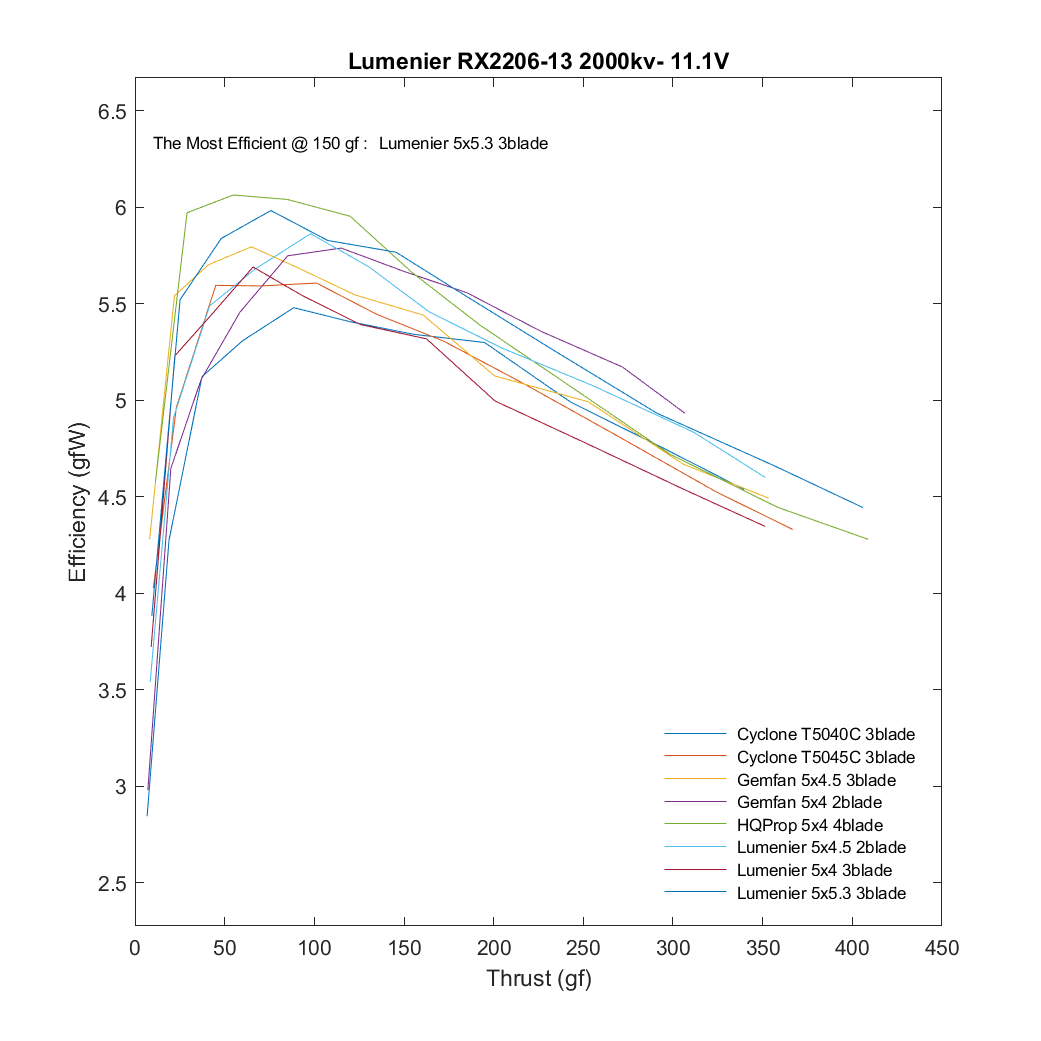 Lumenier RX2206-13 2000kv- 11.1V
6.5
The Most Efficient @ 150 gf :  Lumenier 5x5.3 3blade
6
5.5
5
4.5
4
3.5
3
2.5
Efficiency (gfW)
Cyclone T5040C 3blade
Cyclone T5045C 3blade
Gemfan 5x4.5 3blade
Gemfan 5x4 2blade
HQProp 5x4 4blade
Lumenier 5x4.5 2blade
Lumenier 5x4 3blade
Lumenier 5x5.3 3blade
0 50 100 150 200 250 300 350 400 450
Thrust (gf)